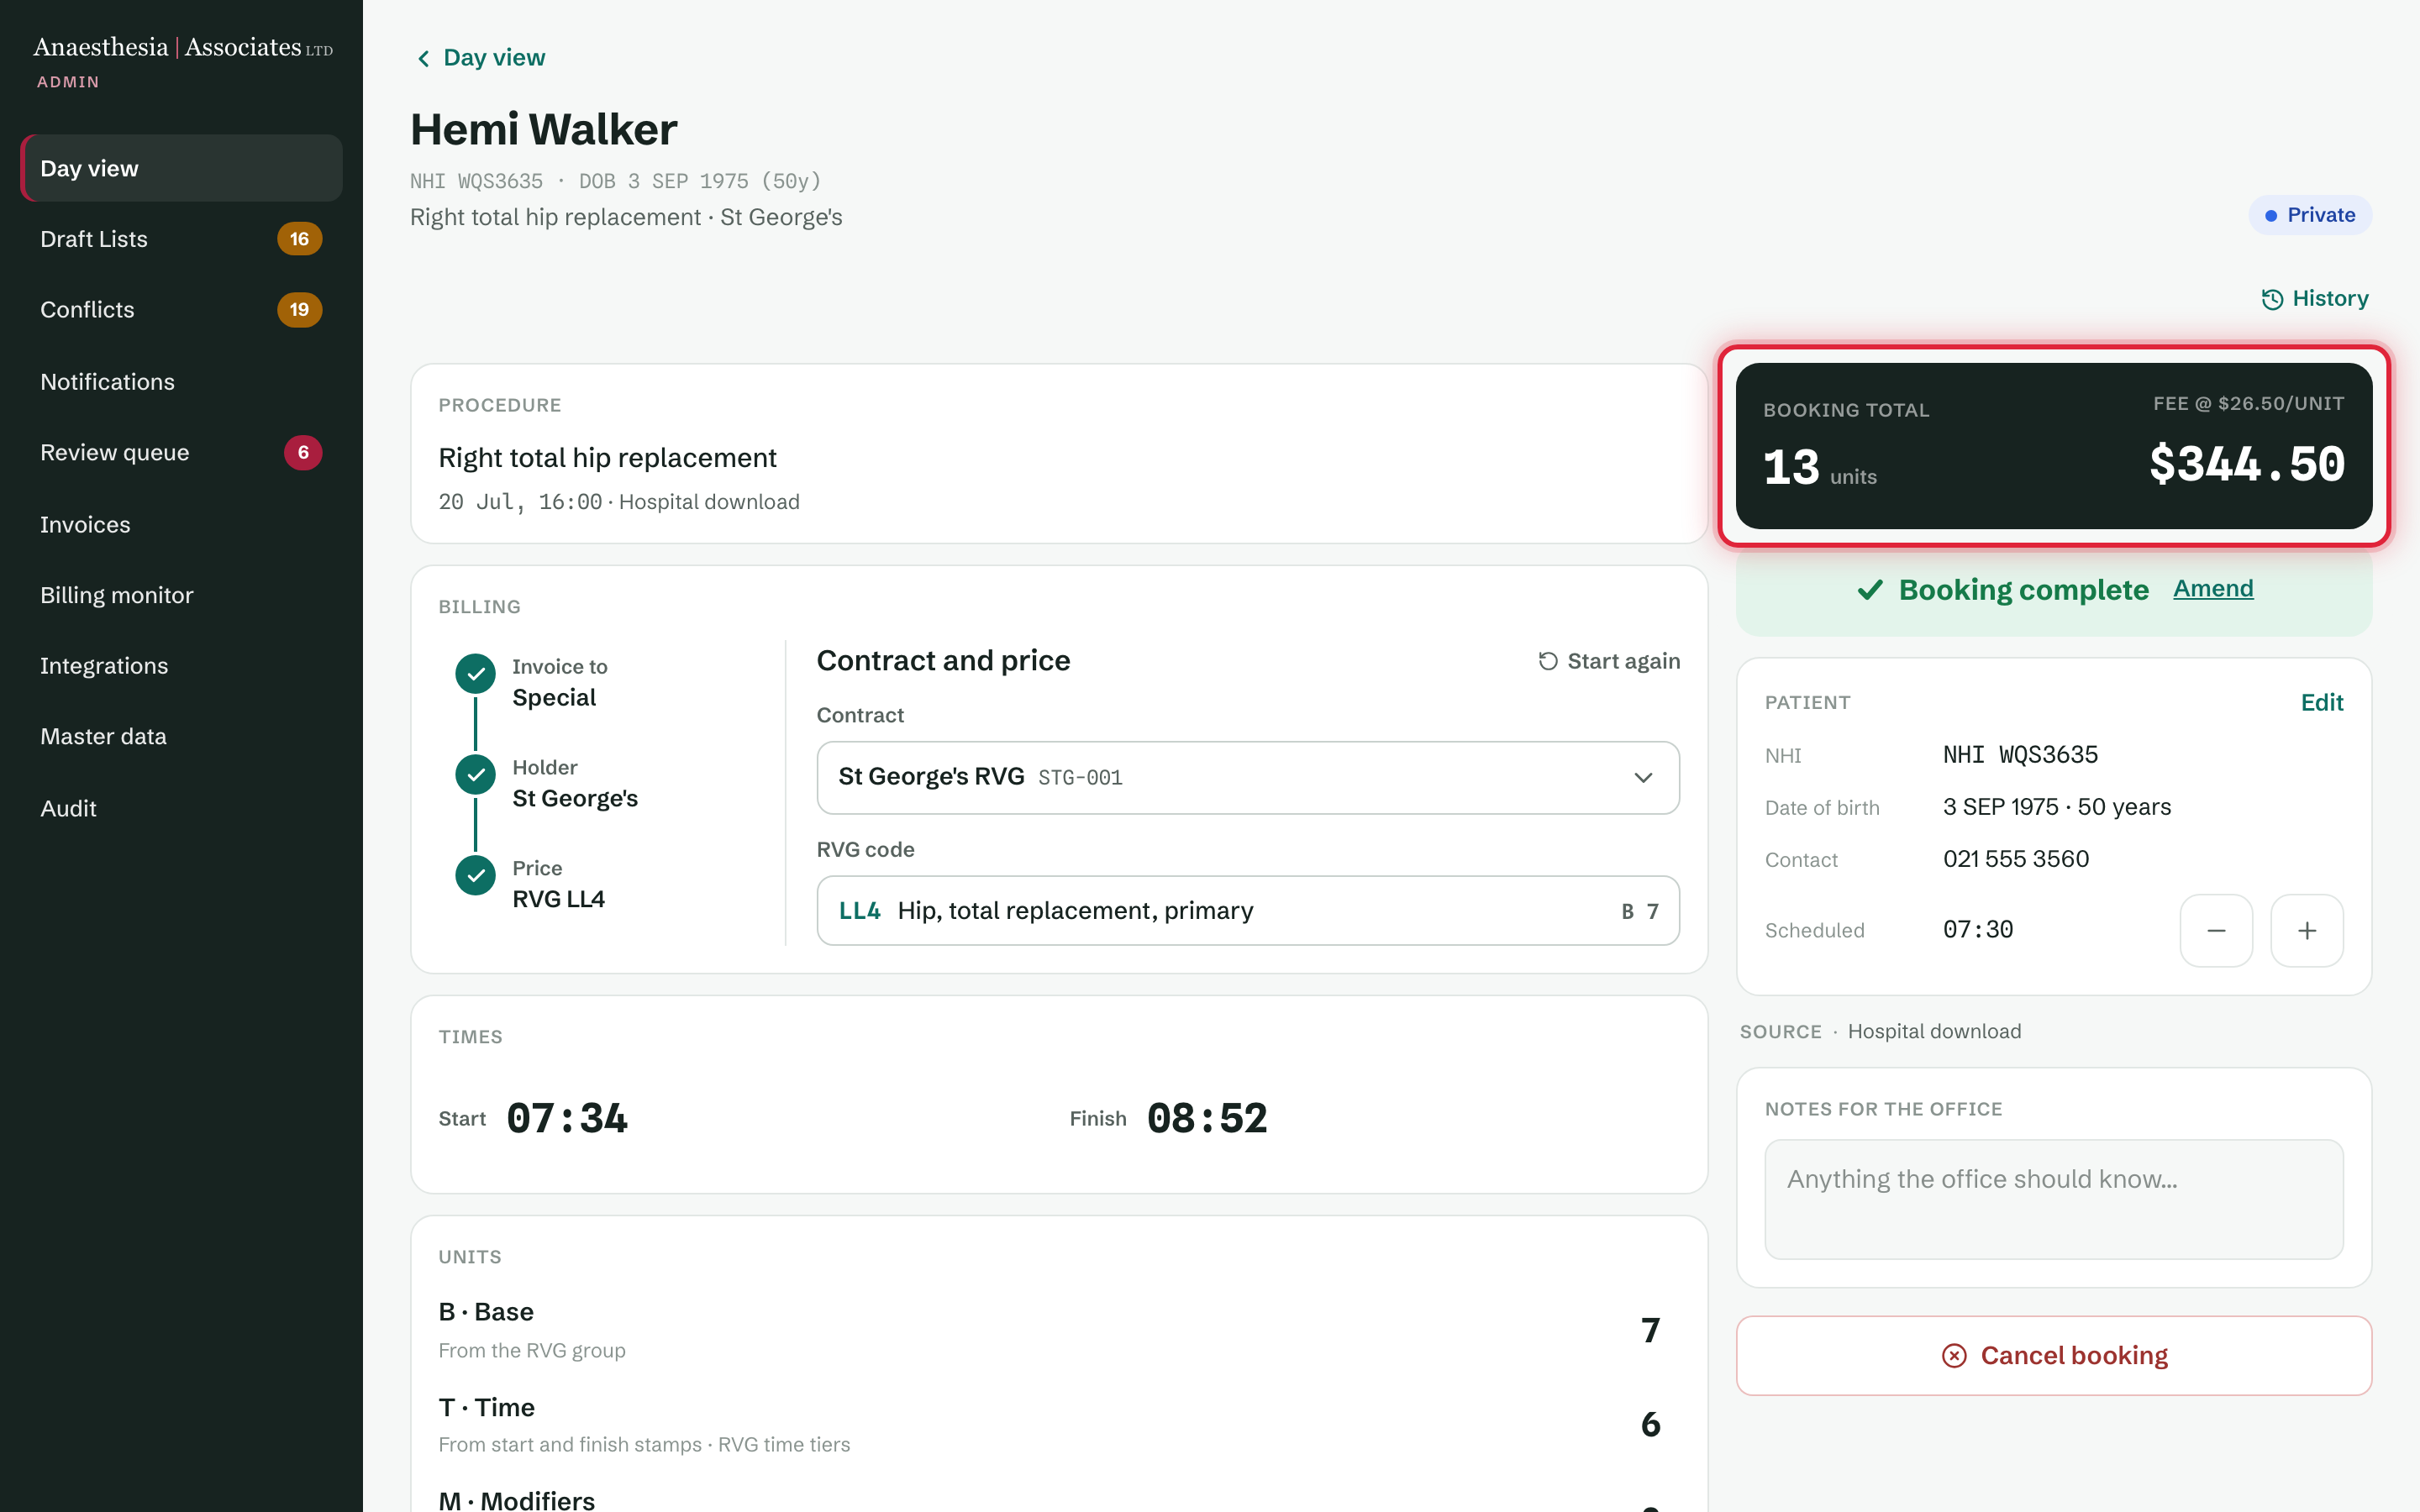 Anaesthesia | Associates LTD
ADMIN
Day view
Draft Lists 16
Conflicts 19
Notifications
Review queue 6
Invoices
Billing monitor
Integrations
Master data
Audit
Day view
Hemi Walker
NHI WQS3635 · DOB 3 SEP 1975 (50y)
Right total hip replacement · St George's
Private
History
PROCEDURE
Right total hip replacement
20 Jul, 16:00 · Hospital download
BILLING
Invoice to
Special
Holder
St George's
Price
RVG LL4
Contract and price
Start again
Contract
St George's RVG STG-001
RVG code
LL4 Hip, total replacement, primary B 7
TIMES
Start 07:34
Finish 08:52
UNITS
B · Base
From the RVG group
7
T · Time
From start and finish stamps · RVG time tiers
6
M · Modifiers
BOOKING TOTAL
13 units
FEE @ $26.50/UNIT
$344.50
Booking complete Amend
PATIENT Edit
NHI NHI WQS3635
Date of birth 3 SEP 1975 · 50 years
Contact 021 555 3560
Scheduled 07:30 − +
SOURCE · Hospital download
NOTES FOR THE OFFICE
Anything the office should know...
Cancel booking